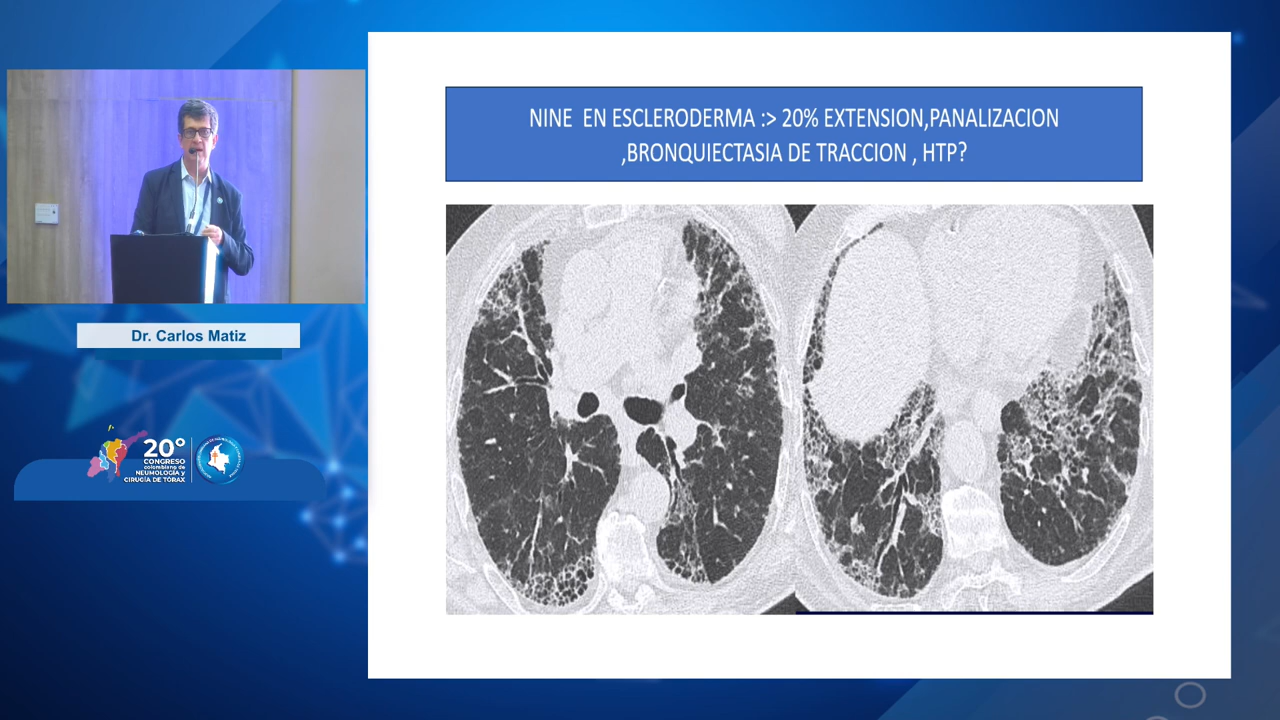 NINE EN ESCLERODERMA :> 20% EXTENSION,PANALIZACION
,BRONQUIECTASIA DE TRACCION , HTP?
Dr. Carlos Matiz
20°
CONGRESO
colombiano de
NEUMOLOGÍA y
CIRUGÍA DE TÓRAX